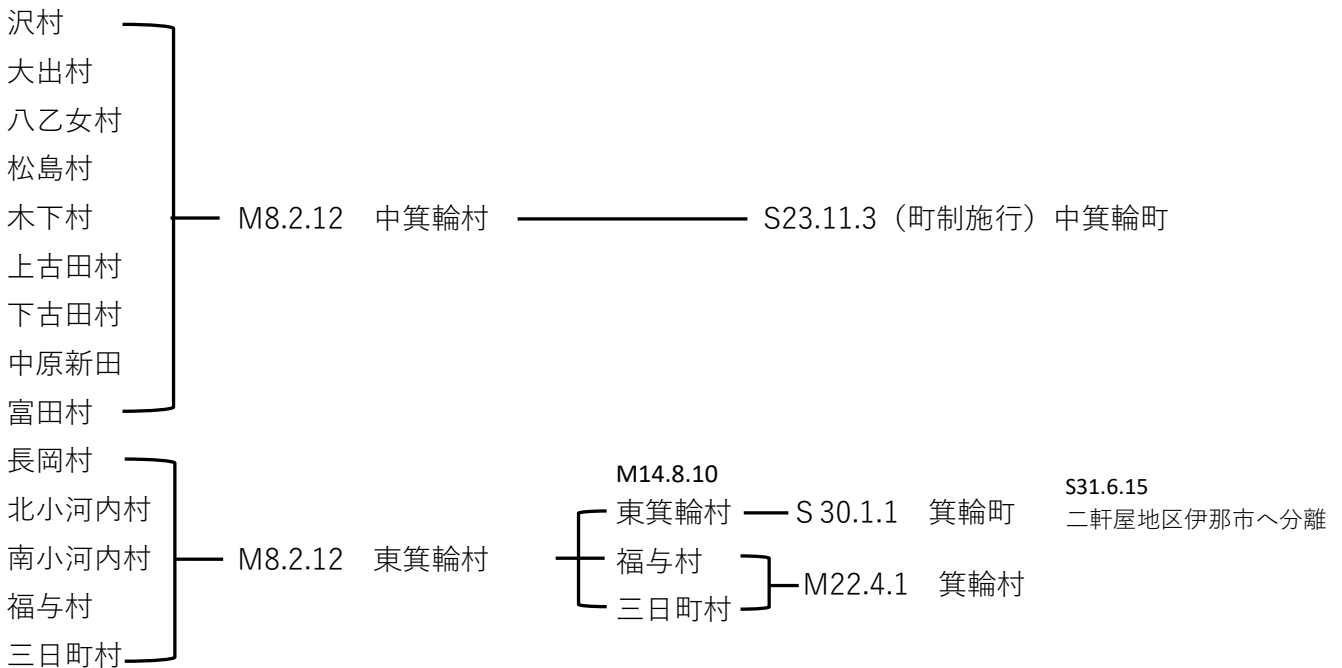 沢村
大出村
八乙女村
松島村
木下村
上古田村
下古田村
中原新田
富田村
M8.2.12 中箕輪村
S23.11.3（町制施行）中箕輪町
長岡村
北小河内村
南小河内村
福与村
三日町村
M8.2.12 東箕輪村
M14.8.10
東箕輪村
福与村
三日町村
S 30.1.1 箕輪町
M22.4.1 箕輪村
S31.6.15
二軒屋地区伊那市へ分離